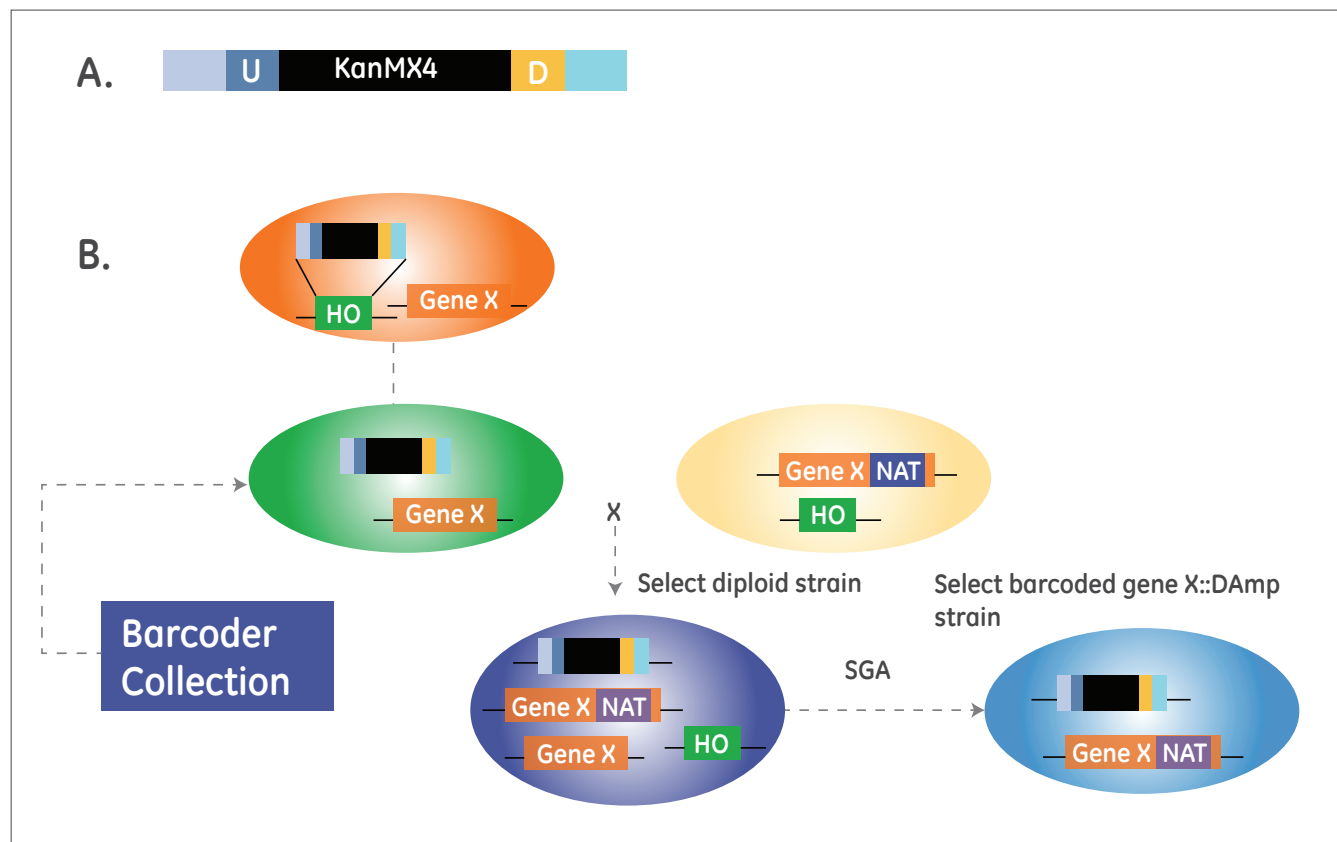 A.
U KanMX4 D
B.
HO Gene X
Gene X
Gene X NAT
HO
X
Select diploid strain
Select barcoded gene X::DAmp
strain
Barcoder
Collection
SGA
Gene X NAT
HO
Gene X
Gene X NAT